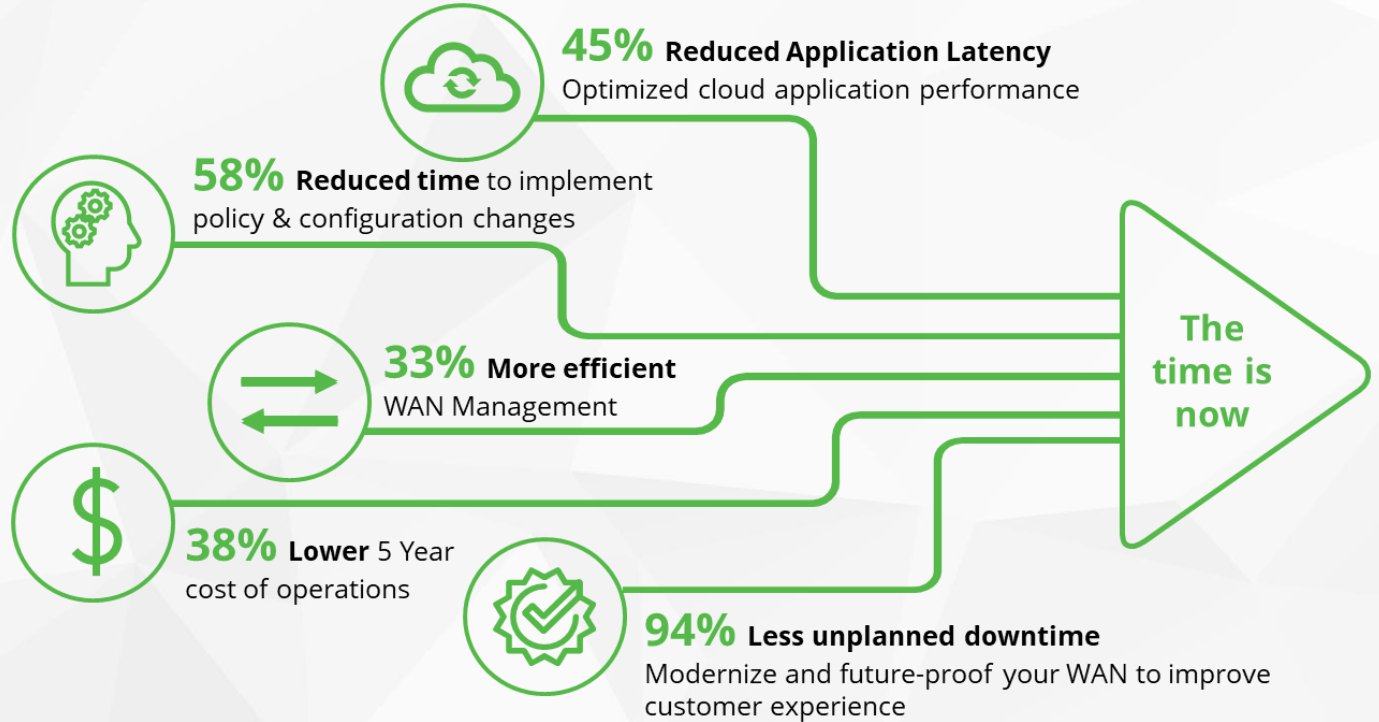 45% Reduced Application Latency
Optimized cloud application performance
58% Reduced time to implement
policy & configuration changes
33% More efficient
WAN Management
38% Lower 5 Year
cost of operations
94% Less unplanned downtime
Modernize and future-proof your WAN to improve
customer experience
The
time is
now